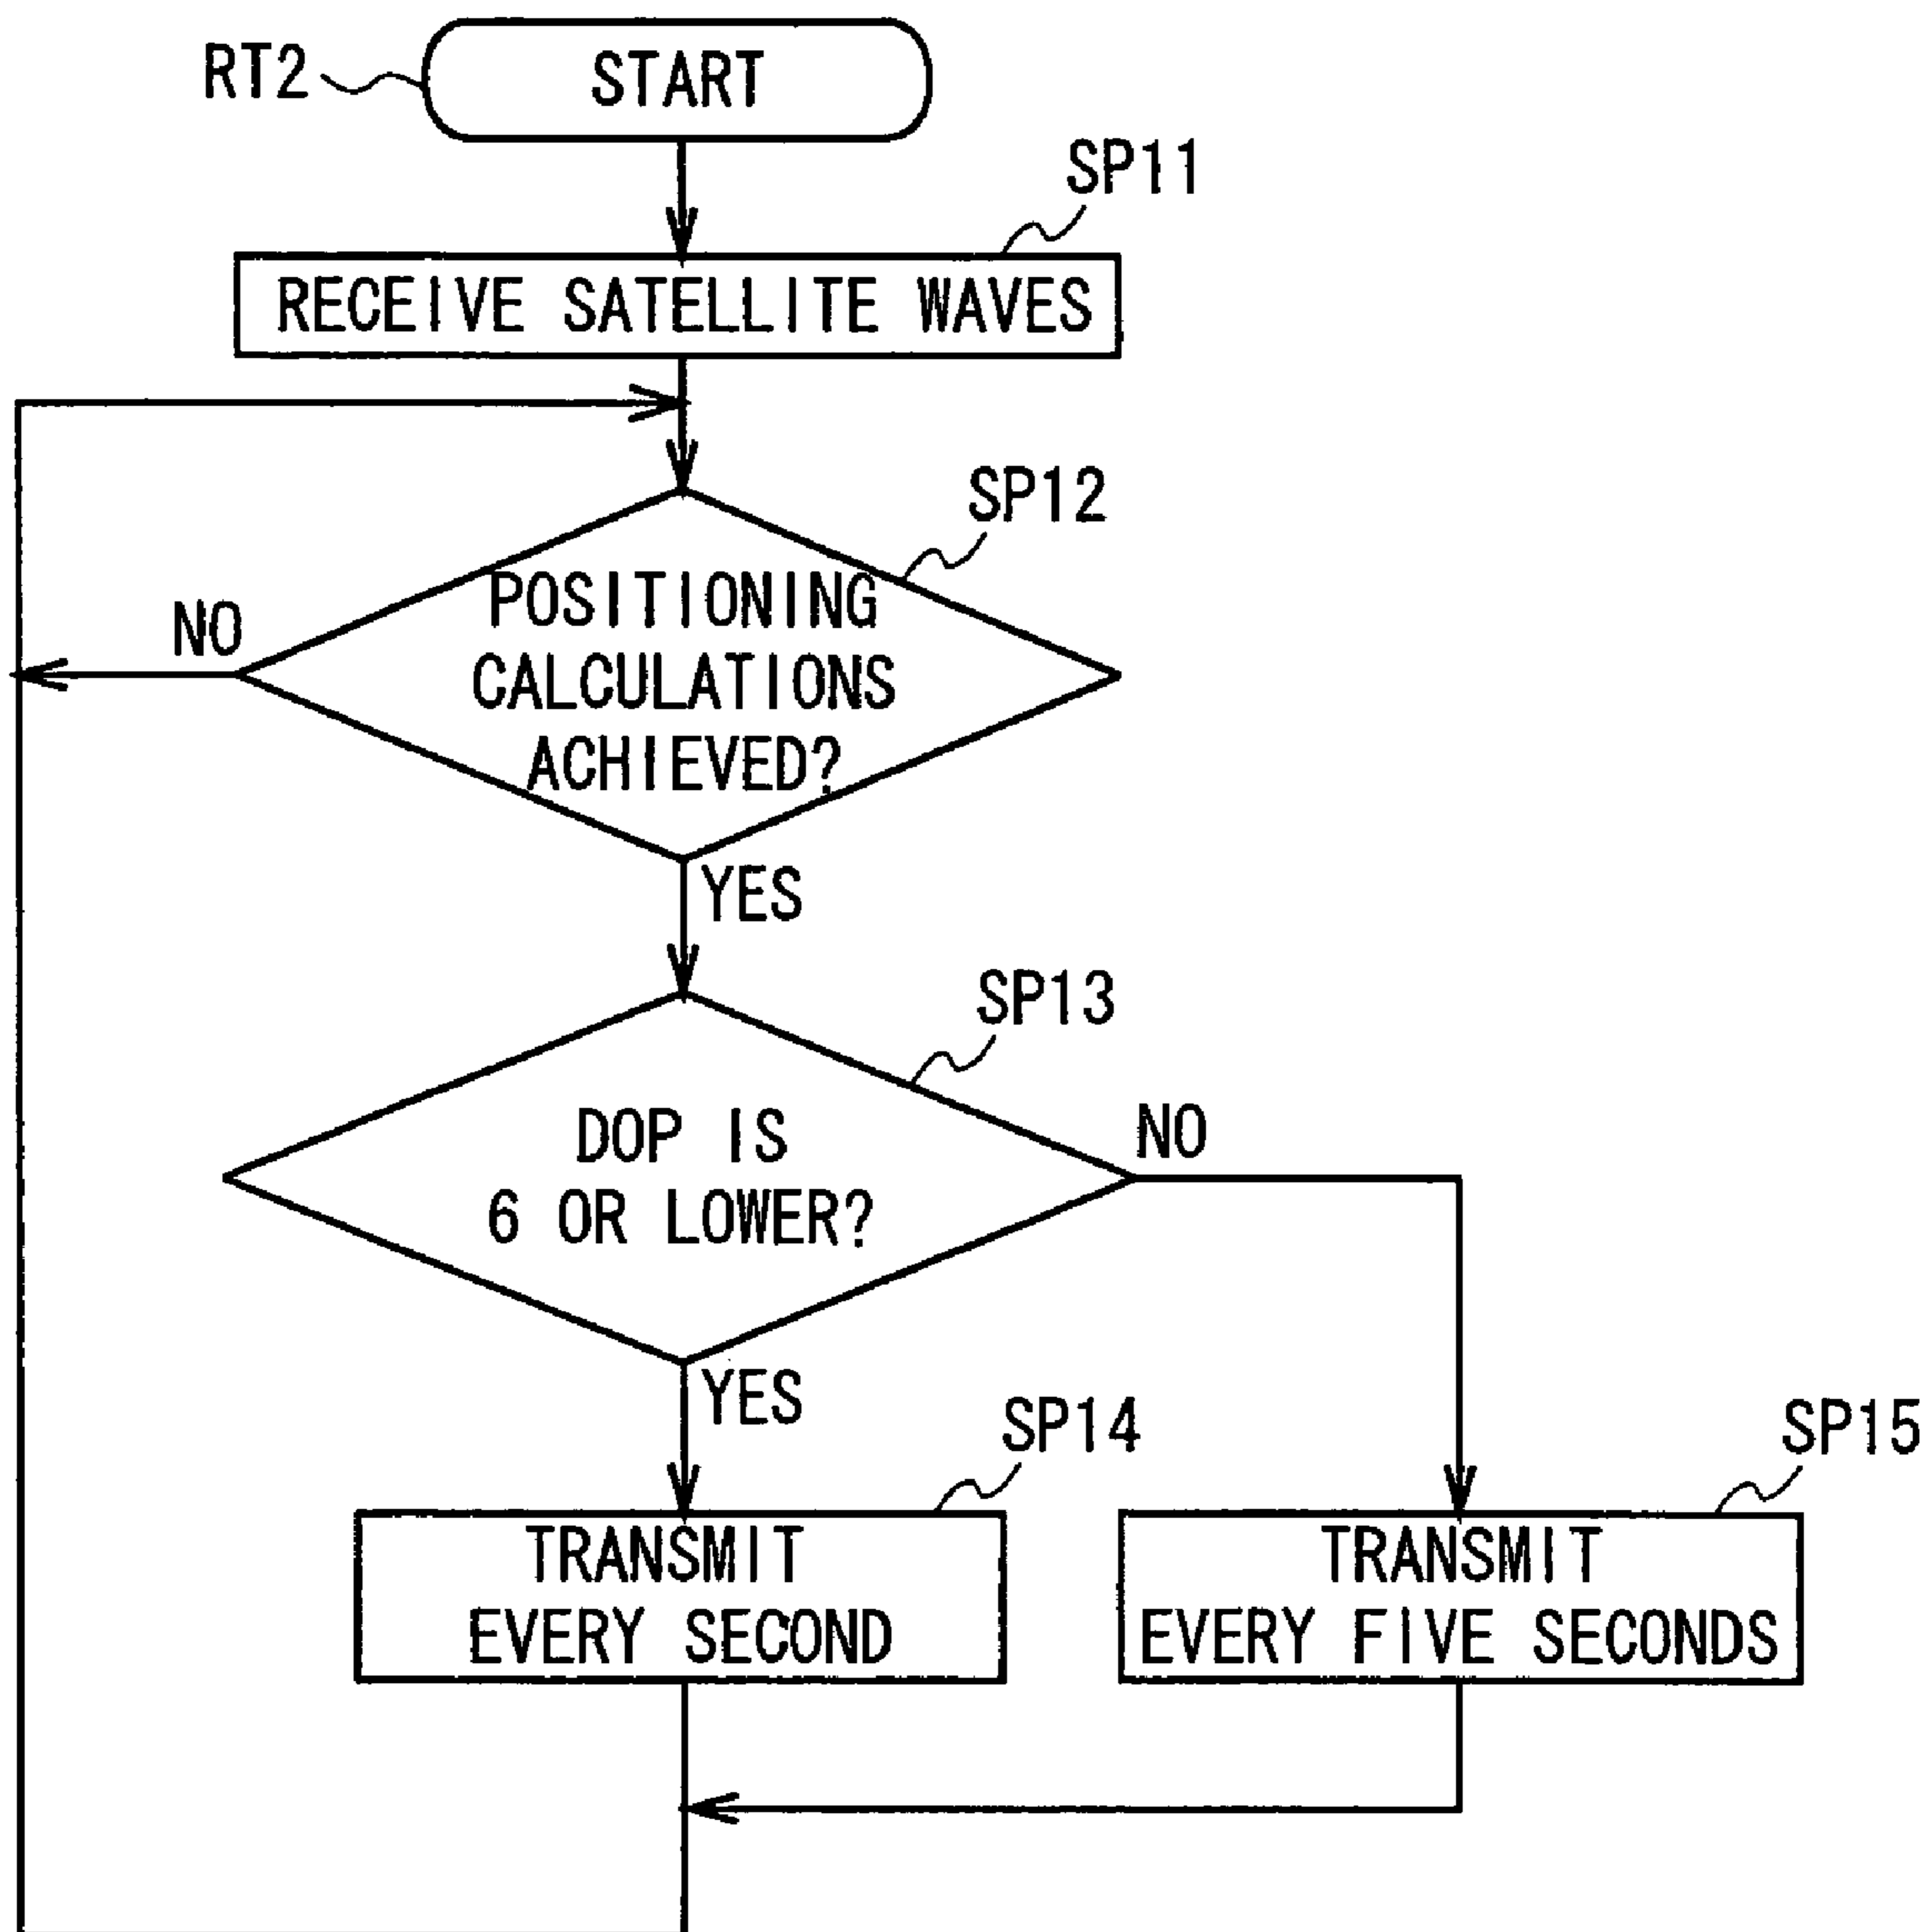 RT2
START
SP11
RECEIVE SATELLITE WAVES
SP12
NO
POSITIONING
CALCULATIONS
ACHIEVED?
YES
SP13
DOP IS
6 OR LOWER?
NO
YES
SP14
SP15
TRANSMIT
EVERY SECOND
TRANSMIT
EVERY FIVE SECONDS